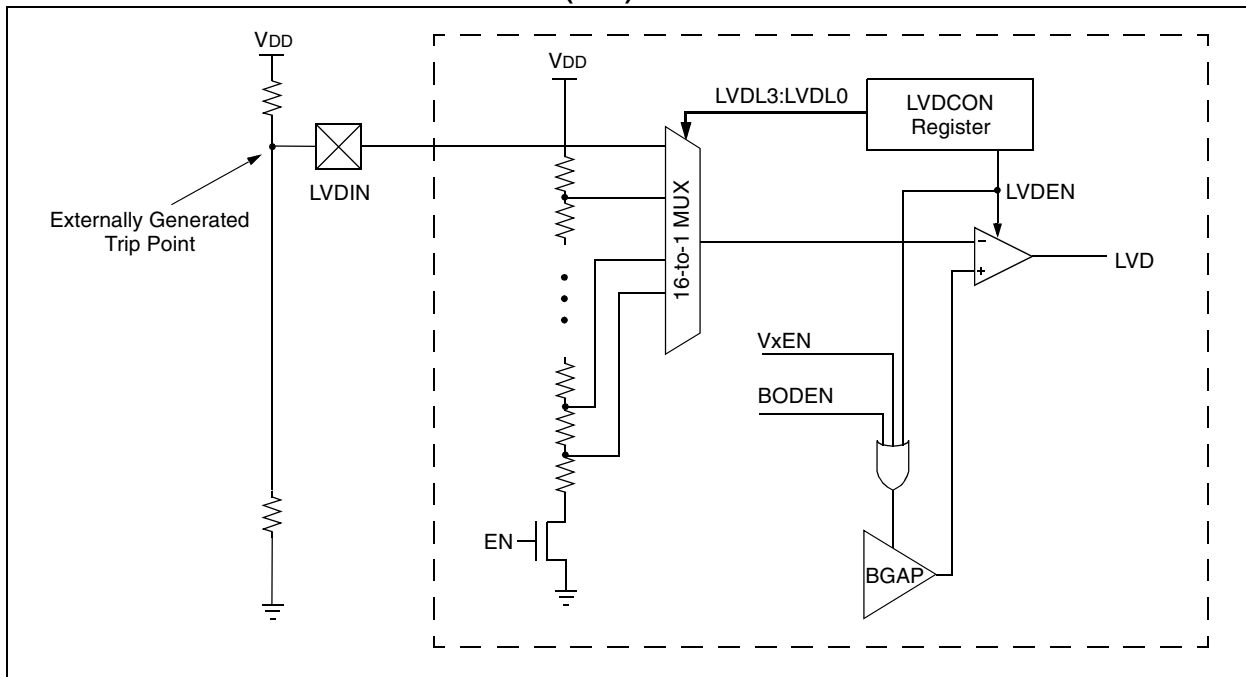 VDD
VDD
LVDL3:LVDL0
LVDCON
Register
LVDIN
16-to-1 MUX
LVDEN
Externally Generated
Trip Point
–
+
LVD
VxEN
BODEN
EN
BGAP